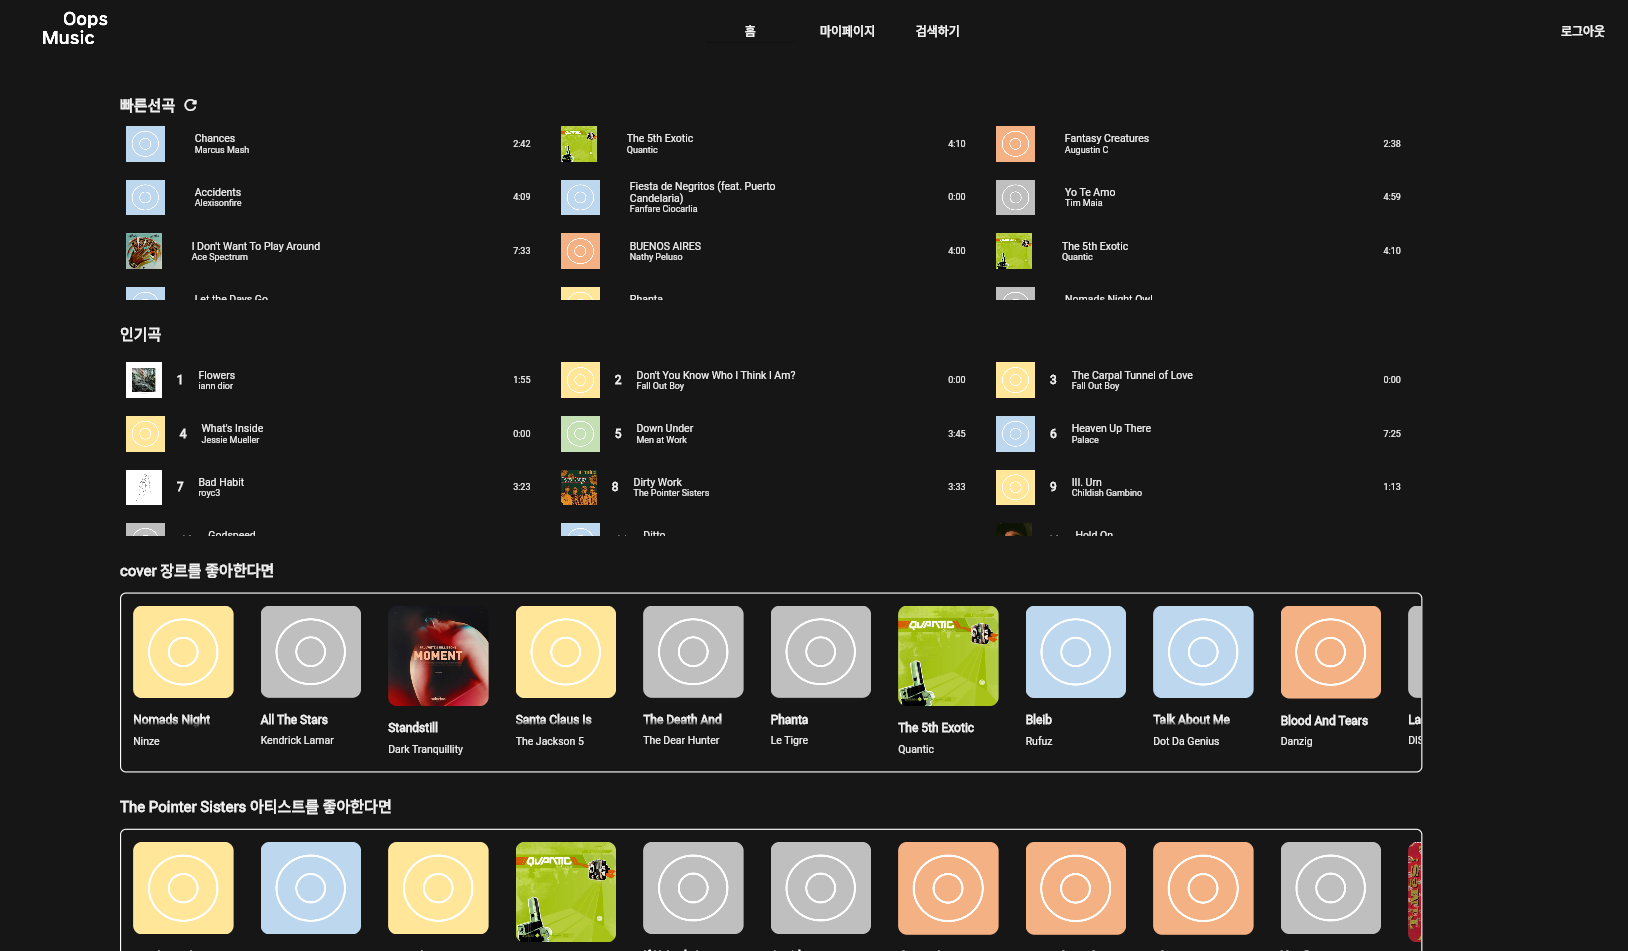 Oops
Music
홈
마이페이지
검색하기
로그아웃
빠른선곡
Chances
Marcus Mash
2:42
The 5th Exotic
Quantic
4:10
Fantasy Creatures
Augustin C
2:38
Accidents
Alexisonfire
4:09
Fiesta de Negritos (feat. Puerto
Candelaria)
Fanfare Ciocarlia
0:00
Yo Te Amo
Tim Maia
4:59
I Don't Want To Play Around
Ace Spectrum
7:33
BUENOS AIRES
Nathy Peluso
4:00
The 5th Exotic
Quantic
4:10
Let the Days Go
Phanta
Nomads Night Owl
인기곡
1
Flowers
iann dior
1:55
2
Don't You Know Who I Think I Am?
Fall Out Boy
0:00
3
The Carpal Tunnel of Love
Fall Out Boy
0:00
4
What's Inside
Jessie Mueller
0:00
5
Down Under
Men at Work
3:45
6
Heaven Up There
Palace
7:25
7
Bad Habit
royc3
3:23
8
Dirty Work
The Pointer Sisters
3:33
9
III. Urn
Childish Gambino
1:13
Godspeed
Ditto
Hold On
cover 장르를 좋아한다면
MOMENT
QUANTIC
Nomads Night
Ninze
All The Stars
Kendrick Lamar
Standstill
Dark Tranquillity
Santa Claus Is
The Jackson 5
The Death And
The Dear Hunter
Phanta
Le Tigre
The 5th Exotic
Quantic
Bleib
Rufuz
Talk About Me
Dot Da Genius
Blood And Tears
Danzig
La
DIS
The Pointer Sisters 아티스트를 좋아한다면
QUANTIC